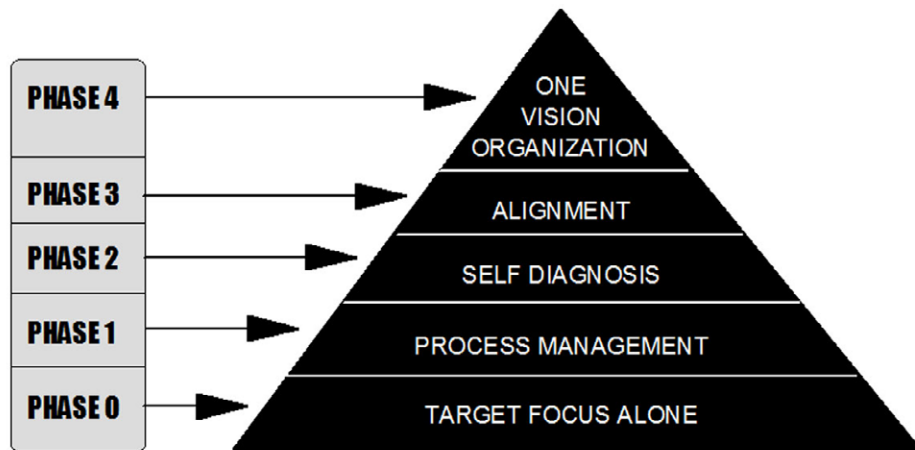 PHASE 4
ONE
VISION
ORGANIZATION
PHASE 3
ALIGNMENT
PHASE 2
SELF DIAGNOSIS
PHASE 1
PROCESS MANAGEMENT
PHASE 0
TARGET FOCUS ALONE